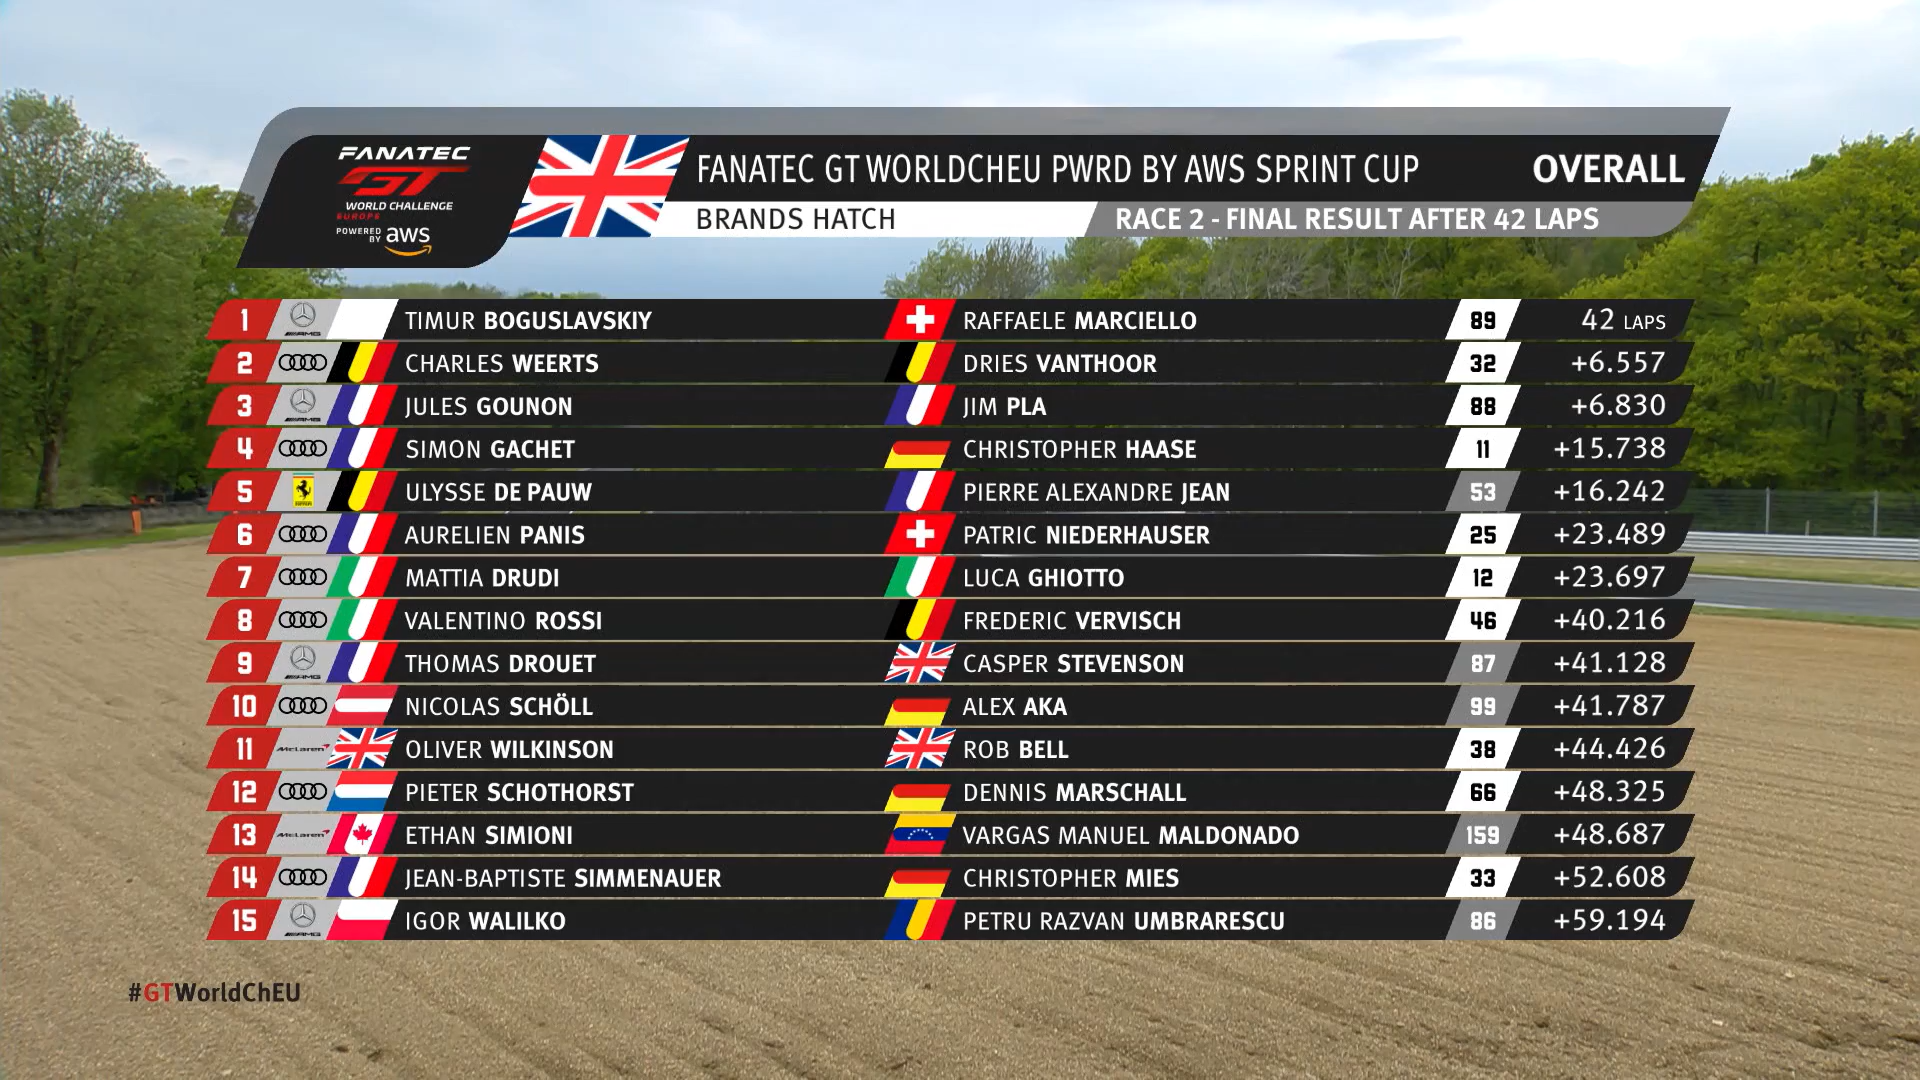 FANATEC
GT
WORLD CHALLENGE
EUROPE
POWERED BY aws
FANATEC GT WORLDCHEU PWRD BY AWS SPRINT CUP OVERALL
BRANDS HATCH RACE 2 - FINAL RESULT AFTER 42 LAPS
1 AMG TIMUR BOGUSLAVSKIY RAFFAELE MARCIELLO 89 42 LAPS
2 CHARLES WEERTS DRIES VANTHOOR 32 +6.557
3 AMG JULES GOUNON JIM PLA 88 +6.830
4 SIMON GACHET CHRISTOPHER HAASE 11 +15.738
5 ULYSSE DE PAUW PIERRE ALEXANDRE JEAN 53 +16.242
6 AURELIEN PANIS PATRIC NIEDERHAUSER 25 +23.489
7 MATTIA DRUDI LUCA GHIOTTO 12 +23.697
8 VALENTINO ROSSI FREDERIC VERVISCH 46 +40.216
9 AMG THOMAS DROUET CASPER STEVENSON 87 +41.128
10 NICOLAS SCHÖLL ALEX AKA 99 +41.787
11 McLaren OLIVER WILKINSON ROB BELL 38 +44.426
12 PIETER SCHOTHORST DENNIS MARSCHALL 66 +48.325
13 McLaren ETHAN SIMIONI VARGAS MANUEL MALDONADO 159 +48.687
14 JEAN-BAPTISTE SIMMENAUER CHRISTOPHER MIES 33 +52.608
15 AMG IGOR WALILKO PETRU RAZVAN UMBRARESCU 86 +59.194
#GTWorldChEU